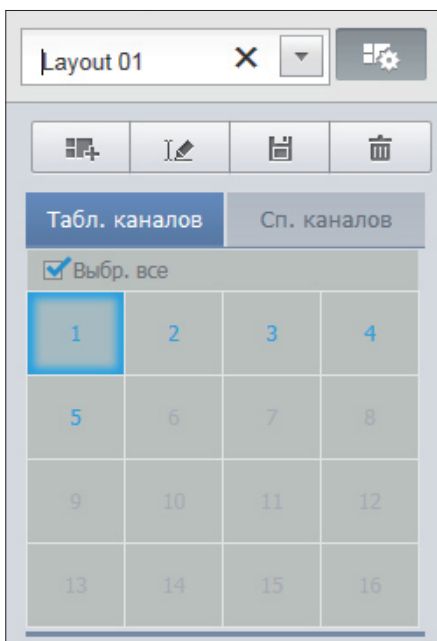 Layout 01
Табл. каналов Сп. каналов
Выбр. все
1 2 3 4
5 6 7 8
9 10 11 12
13 14 15 16